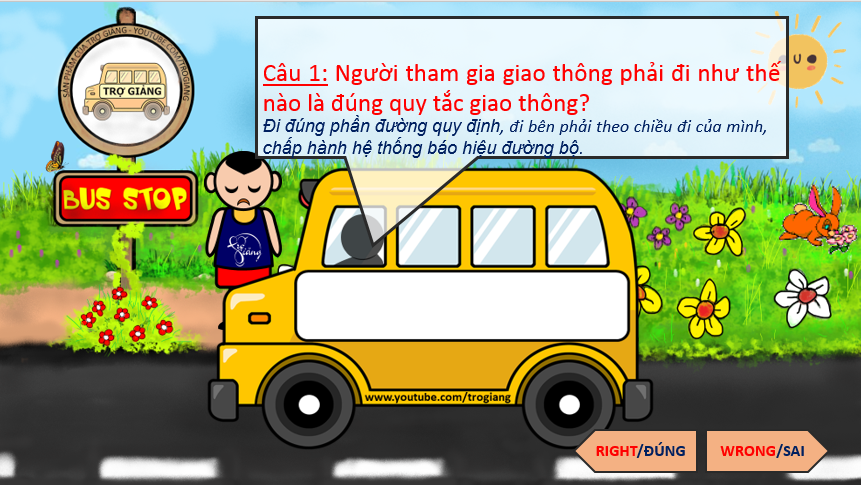 SẢN PHẨM CỦA TRỢ GIẢNG - YOUTUBE.COM/TROGIANG
TRỢ GIẢNG
Câu 1: Người tham gia giao thông phải đi như thế
nào là đúng quy tắc giao thông?
Đi đúng phần đường quy định, đi bên phải theo chiều đi của mình,
chấp hành hệ thống báo hiệu đường bộ.
BUS STOP
Trợ Giảng
www.youtube.com/trogiang
RIGHT/ĐÚNG
WRONG/SAI